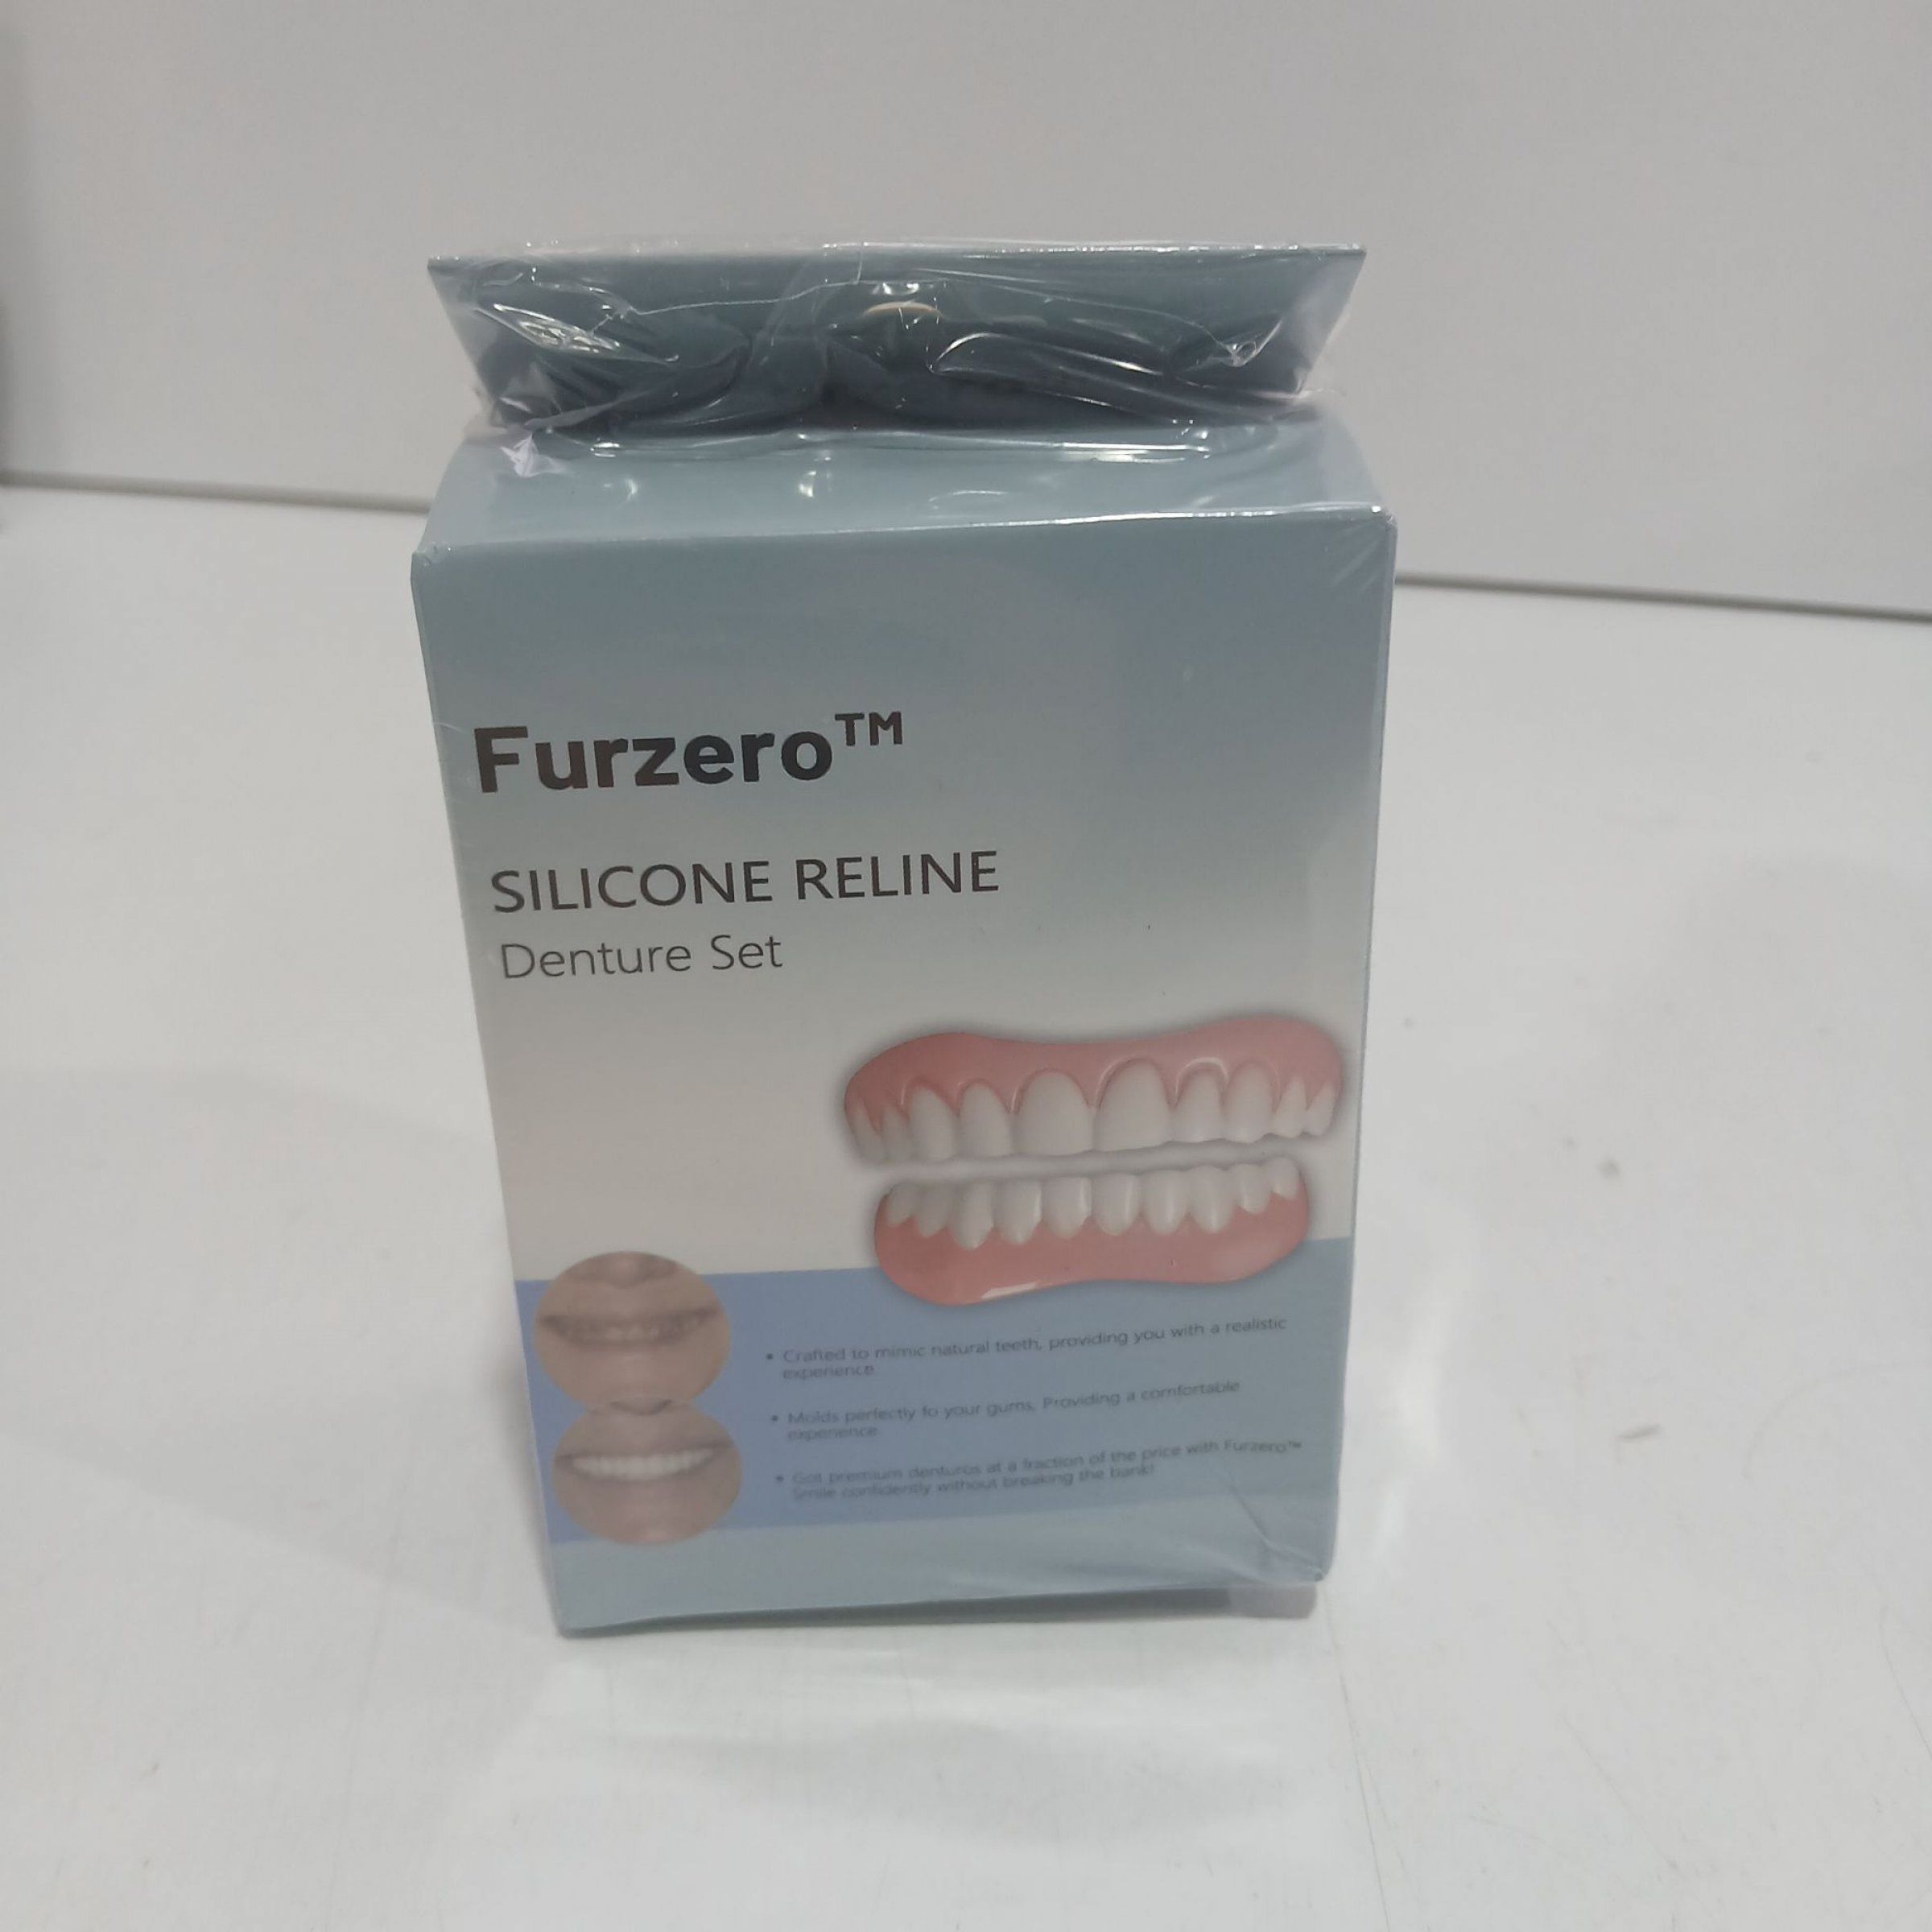 Furzero™
SILICONE RELINE
Denture Set
• Crafted to mimic natural teeth, providing you with a realistic
experience.
• Molds perfectly to your gums. Providing a comfortable
experience
• Get premium dentures at a fraction of the price with Furzero™
Smile confidently without breaking the bank!